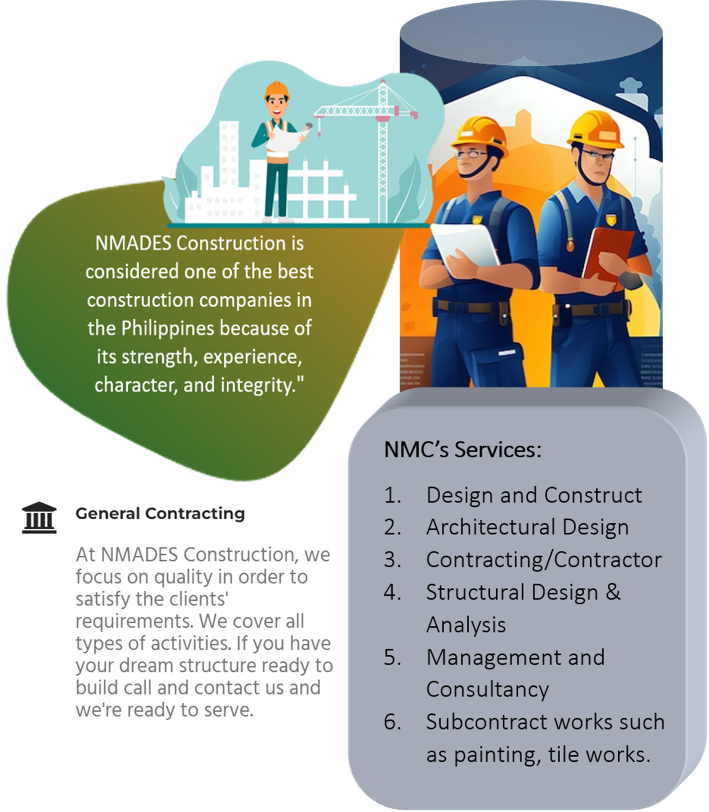 NMADES Construction is
considered one of the best
construction companies in
the Philippines because of
its strength, experience,
character, and integrity."
General Contracting
At NMADES Construction, we
focus on quality in order to
satisfy the clients'
requirements. We cover all
types of activities. If you have
your dream structure ready to
build call and contact us and
we're ready to serve.
NMC’s Services:
1. Design and Construct
2. Architectural Design
3. Contracting/Contractor
4. Structural Design &
Analysis
5. Management and
Consultancy
6. Subcontract works such
as painting, tile works.